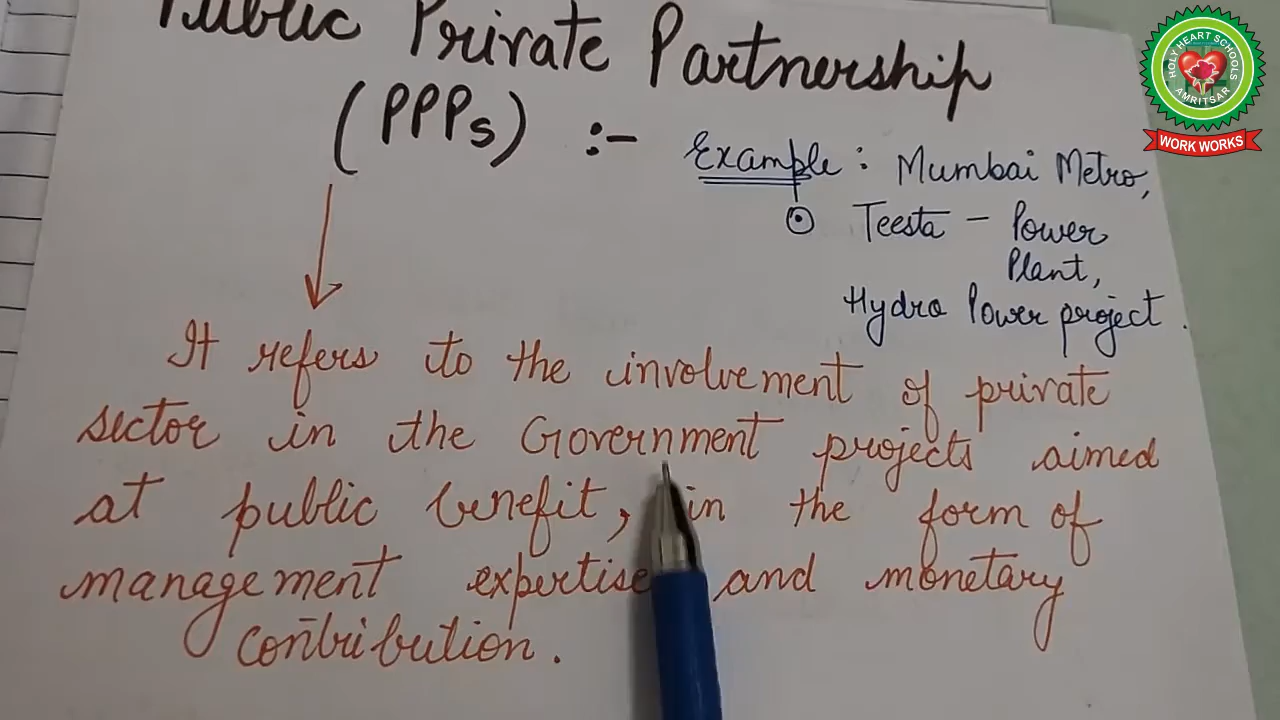 Public Private Partnership
(PPPs) :-
Example : Mumbai Metro,
Teesta - Power
Plant,
Hydro Power project.
It refers to the involvement of private
sector in the Government projects aimed
at public benefit, in the form of
management expertise and monetary
contribution.
HOLY HEART SCHOOLS
AMRITSAR
WORK WORKS